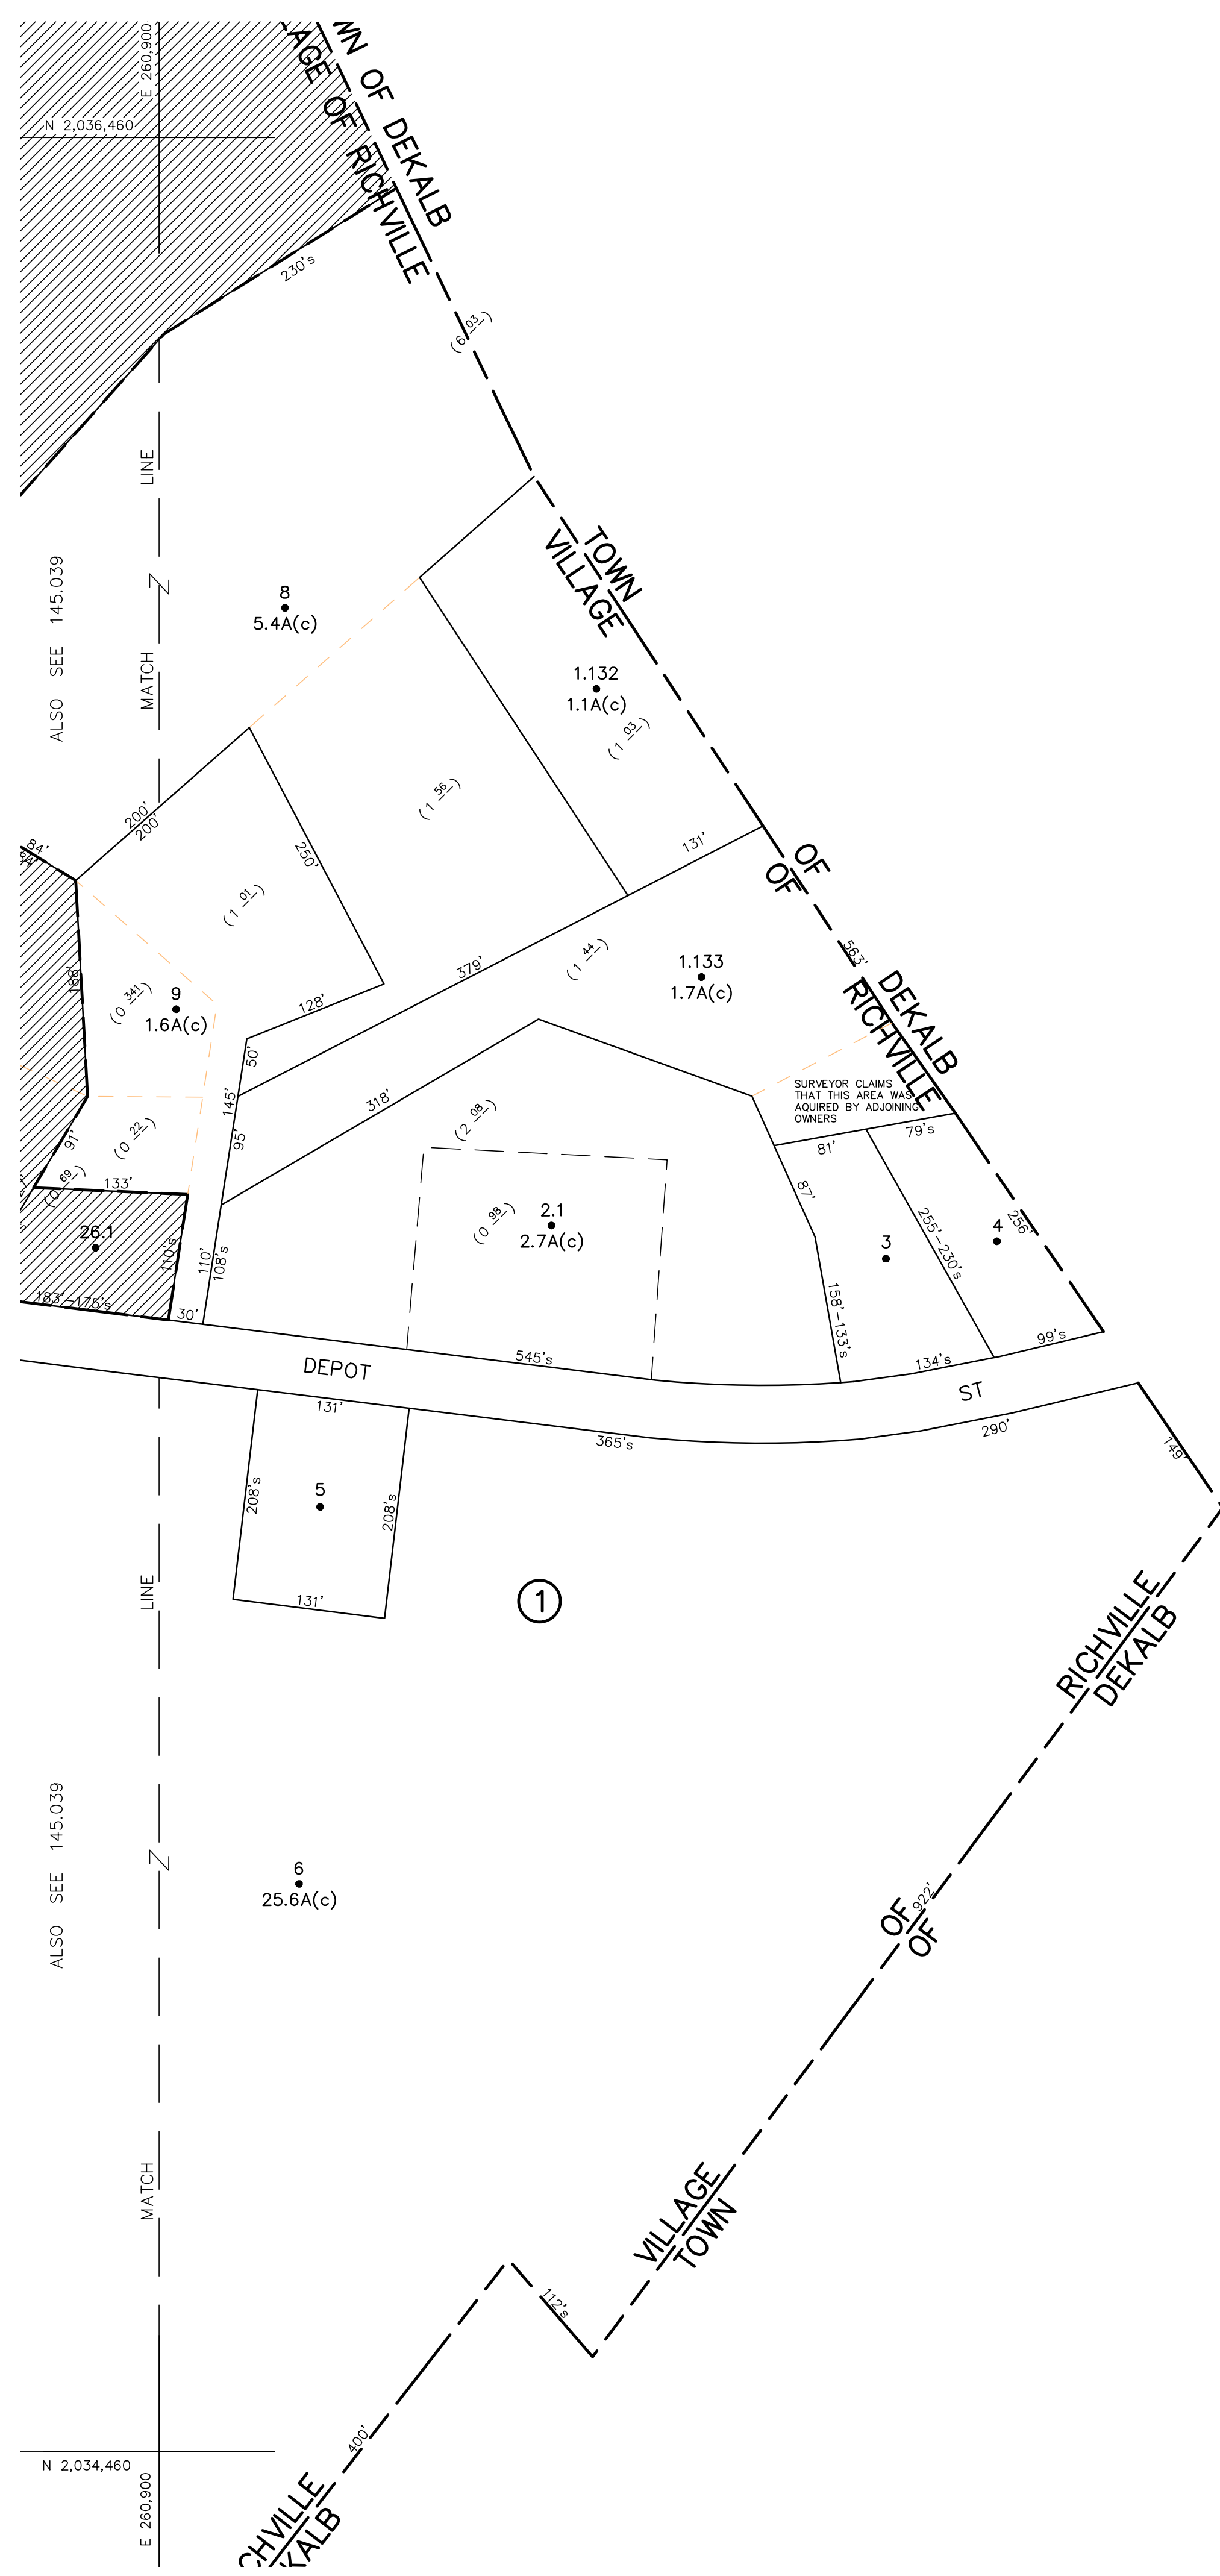 E 260,900
N 2,036,460
WN OF DEKALB
AGE OF RICHVILLE
230's
(6 03)
LINE
ALSO SEE 145.039
MATCH
Z
8
5.4A(c)
TOWN
VILLAGE
1.132
1.1A(c)
(1 03)
(1 56)
200'
200'
84'
250'
131'
OF
OF
(1 01)
379'
(1 44)
563'
1.133
1.7A(c)
188'
(0 341)
9
1.6A(c)
128'
DEKALB
RICHVILLE
50'
SURVEYOR CLAIMS
THAT THIS AREA WAS
AQUIRED BY ADJOINING
OWNERS
145'
318'
(2 08)
91'
(0 22)
95'
81'
79's
133'
(0 69)
87'
2.1
2.7A(c)
(0 98)
255'-230's
256'
26.1
3
4
110's
110'
108's
183'-175's
30'
158'-133's
545's
134's
99's
DEPOT
ST
131'
365's
290'
149'
208's
5
208's
131'
1
LINE
RICHVILLE
DEKALB
ALSO SEE 145.039
Z
6
25.6A(c)
922'
OF
OF
MATCH
VILLAGE
TOWN
112's
400'
N 2,034,460
E 260,900
CHVILLE
KALB